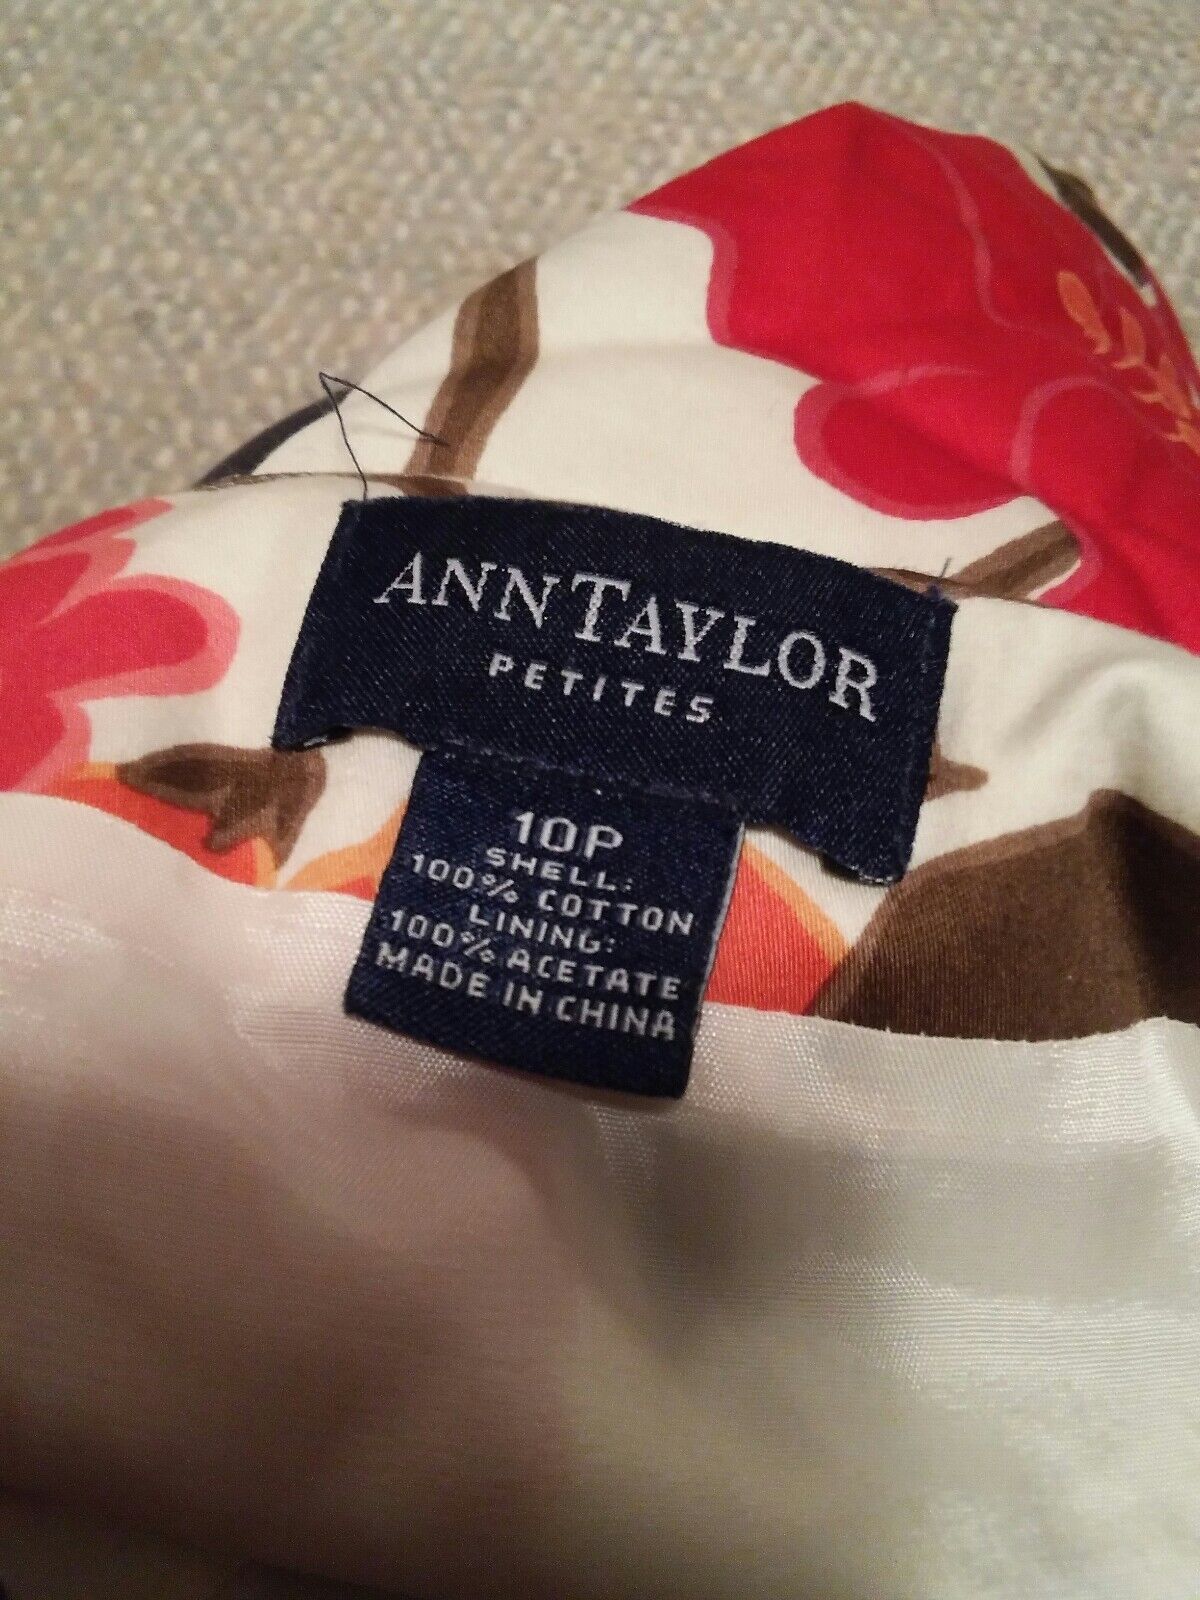 ANNTAYLOR
PETITES
10P
SHELL:
100% COTTON
LINING:
100% ACETATE
MADE IN CHINA